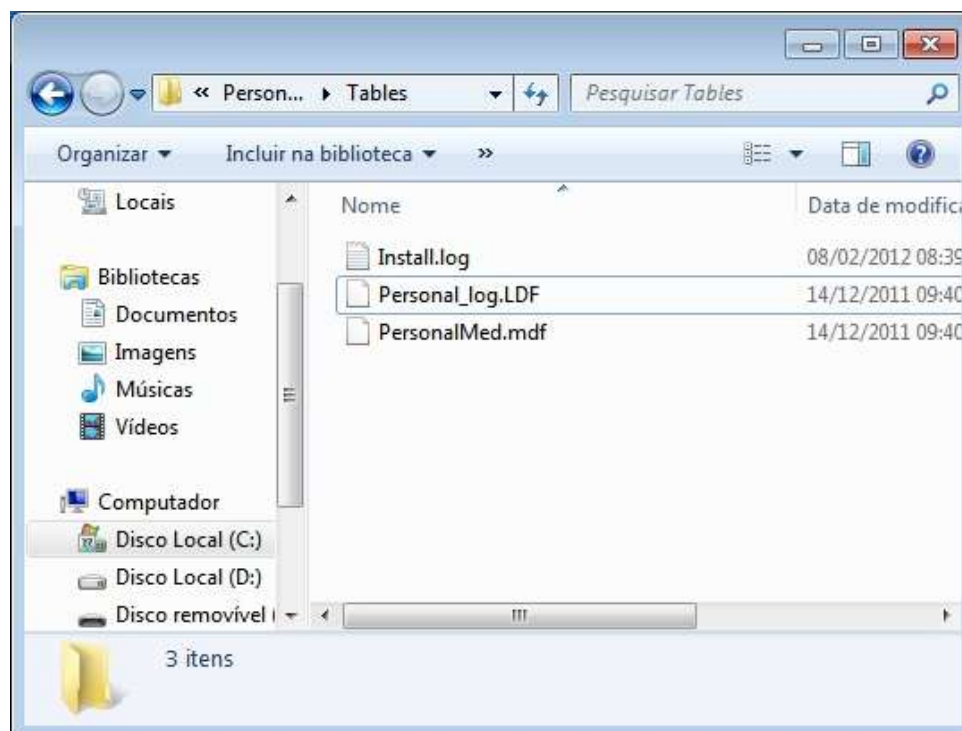 « Person... ▸ Tables
Pesquisar Tables
Organizar
Incluir na biblioteca
»
Locais
Bibliotecas
Documentos
Imagens
Músicas
Vídeos
Computador
Disco Local (C:)
Disco Local (D:)
Disco removível (
Nome Data de modifica
Install.log 08/02/2012 08:39
Personal_log.LDF 14/12/2011 09:40
PersonalMed.mdf 14/12/2011 09:40
3 itens